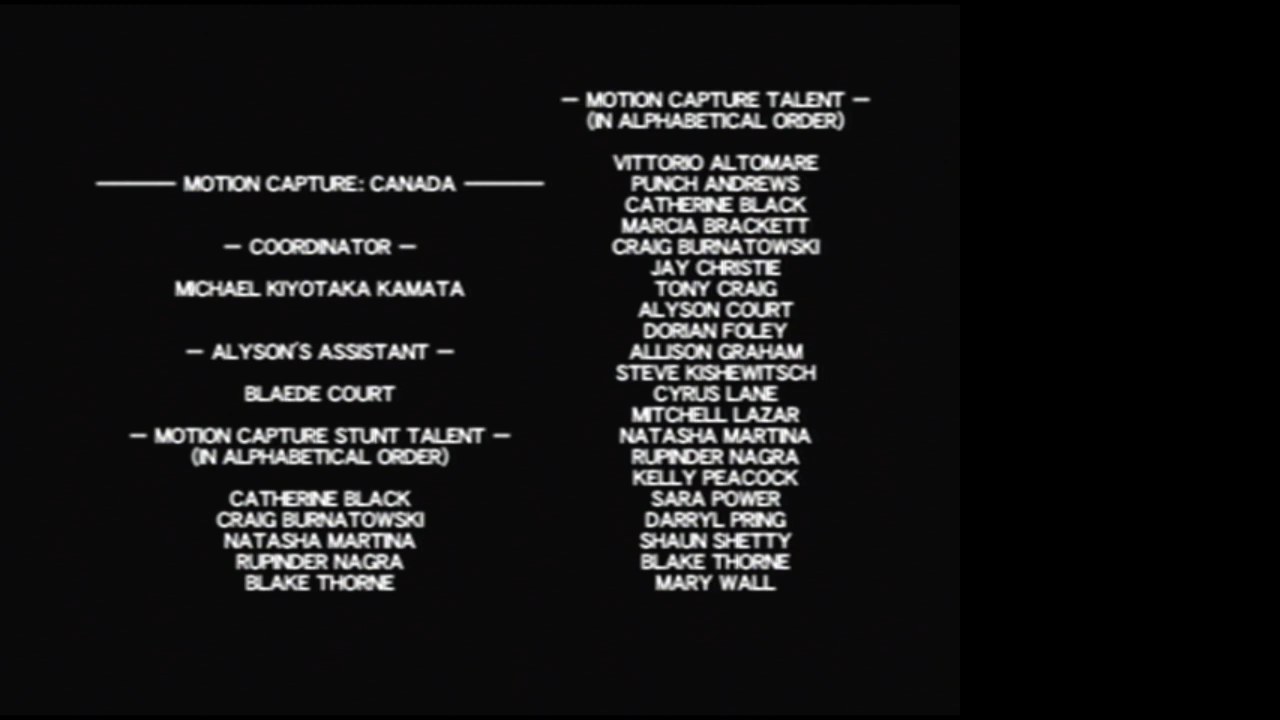 MOTION CAPTURE: CANADA
— COORDINATOR —
MICHAEL KIYOTAKA KAMATA
— ALYSON'S ASSISTANT —
BLAEDE COURT
— MOTION CAPTURE STUNT TALENT —
(IN ALPHABETICAL ORDER)
CATHERINE BLACK
CRAIG BURNATOWSKI
NATASHA MARTINA
RUPINDER NAGRA
BLAKE THORNE
— MOTION CAPTURE TALENT —
(IN ALPHABETICAL ORDER)
VITTORIO ALTOMARE
PUNCH ANDREWS
CATHERINE BLACK
MARCIA BRACKETT
CRAIG BURNATOWSKI
JAY CHRISTIE
TONY CRAIG
ALYSON COURT
DORIAN FOLEY
ALLISON GRAHAM
STEVE KISHEWITSCH
CYRUS LANE
MITCHELL LAZAR
NATASHA MARTINA
RUPINDER NAGRA
KELLY PEACOCK
SARA POWER
DARRYL PRING
SHAUN SHETTY
BLAKE THORNE
MARY WALL